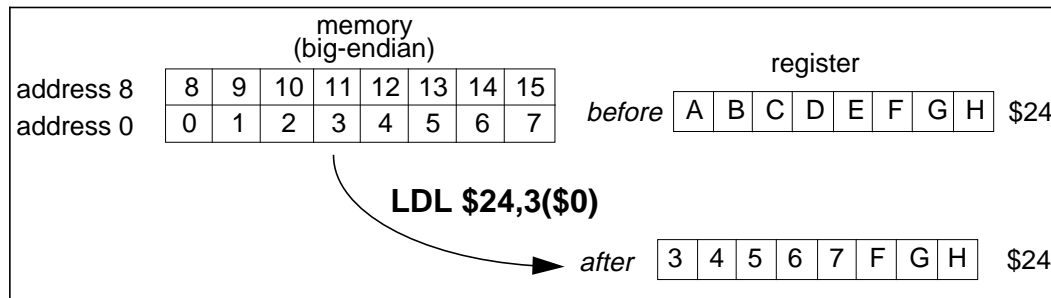 memory
(big-endian)
register
address 8 8 9 10 11 12 13 14 15
address 0 0 1 2 3 4 5 6 7
before A B C D E F G H $24
LDL $24,3($0)
after 3 4 5 6 7 F G H $24